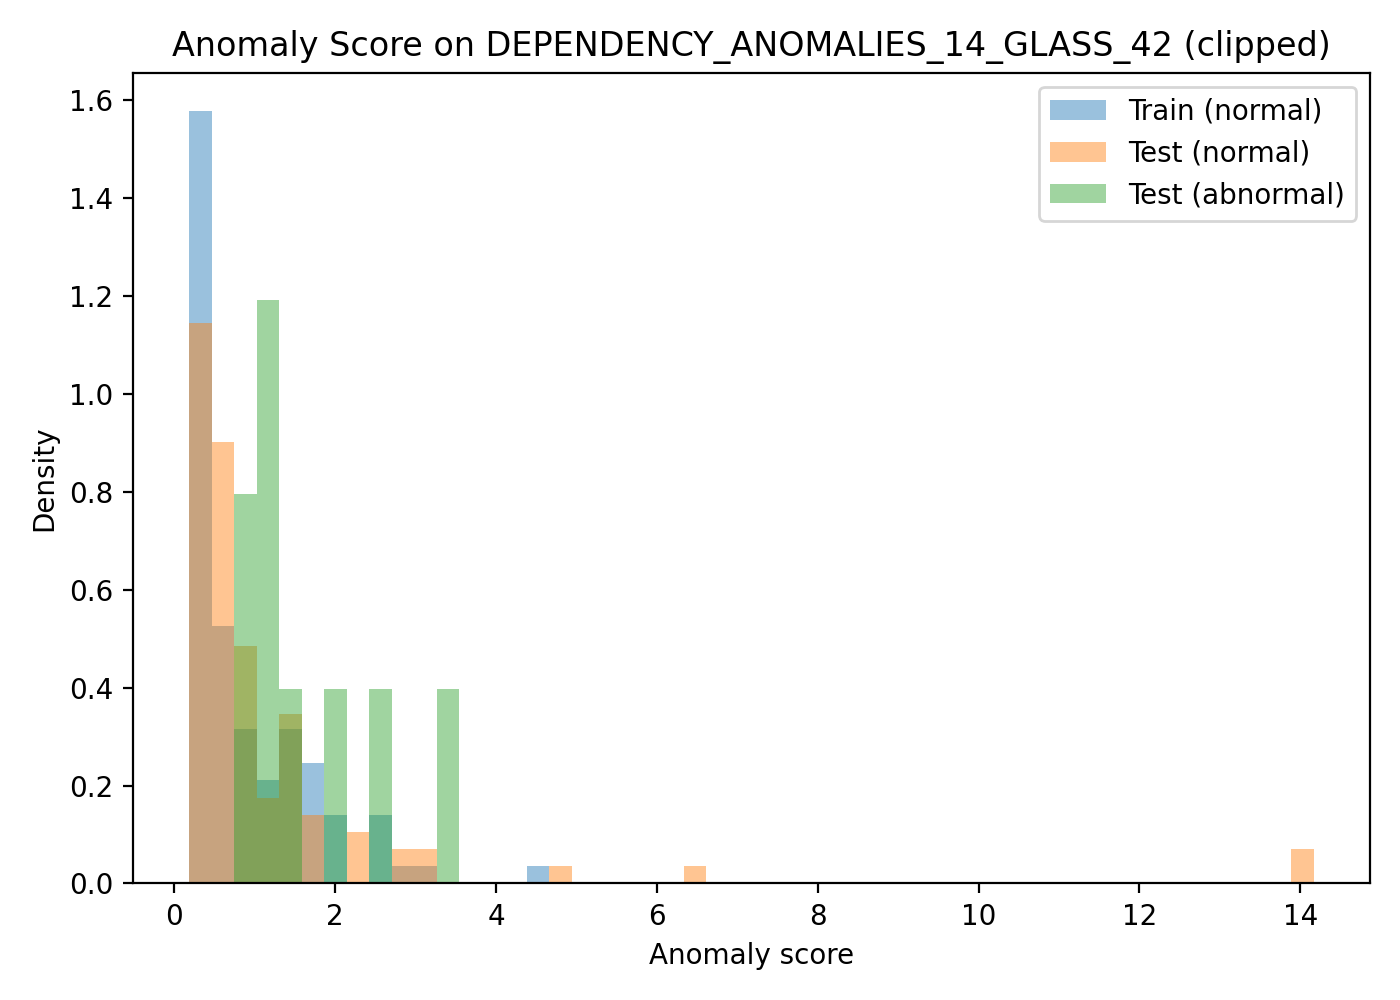 Anomaly Score on DEPENDENCY_ANOMALIES_14_GLASS_42 (clipped)
Train (normal)
Test (normal)
Test (abnormal)
1.6
1.4
1.2
1.0
0.8
0.6
0.4
0.2
0.0
Density
0 2 4 6 8 10 12 14
Anomaly score